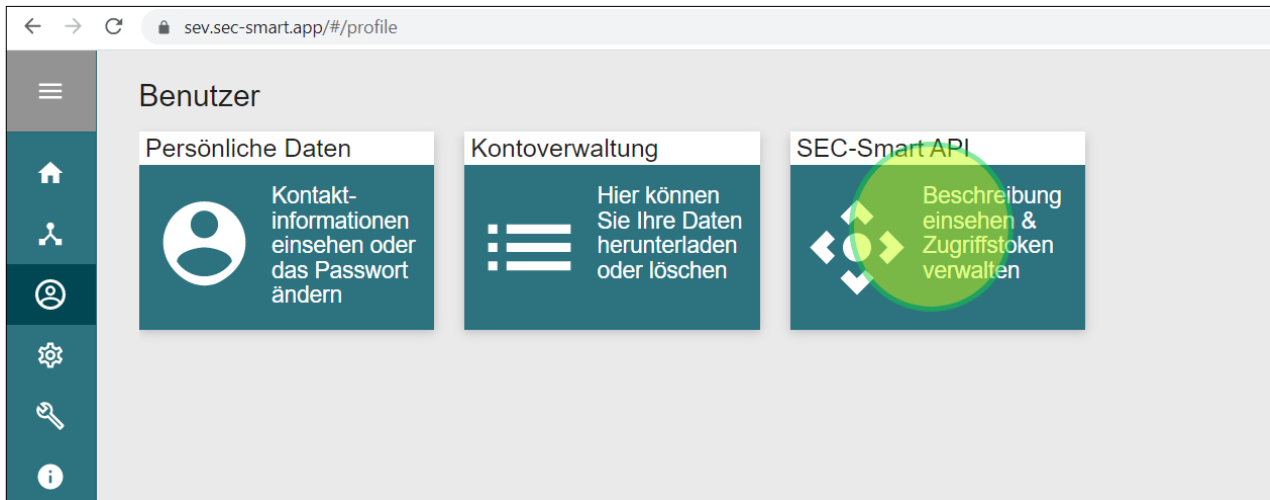 sev.sec-smart.app/#/profile
Benutzer
Persönliche Daten
Kontakt-
informationen
einsehen oder
das Passwort
ändern
Kontoverwaltung
Hier können
Sie Ihre Daten
herunterladen
oder löschen
SEC-Smart API
Beschreibung
einsehen &
Zugriffstoken
verwalten